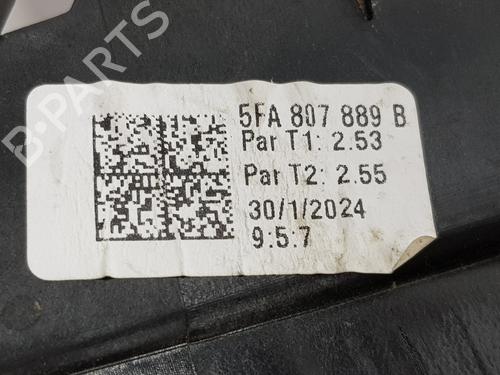 B-PARTS
5FA 807 889 B
Par T1: 2.53
Par T2: 2.55
30/1/2024
9:5:7